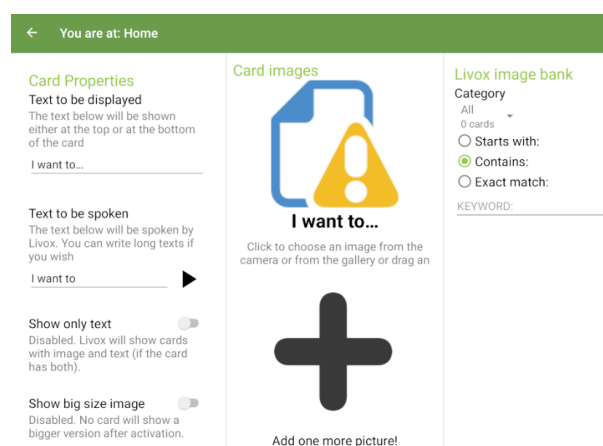 You are at: Home
Card Properties
Text to be displayed
The text below will be shown
either at the top or at the bottom
of the card
I want to...
Text to be spoken
The text below will be spoken by
Livox. You can write long texts if
you wish
I want to
Show only text
Disabled. Livox will show cards
with image and text (if the card
has both).
Show big size image
Disabled. No card will show a
bigger version after activation.
Card images
I want to...
Click to choose an image from the
camera or from the gallery or drag an
Add one more picture!
Livox image bank
Category
All
0 cards
Starts with:
Contains:
Exact match:
KEYWORD: